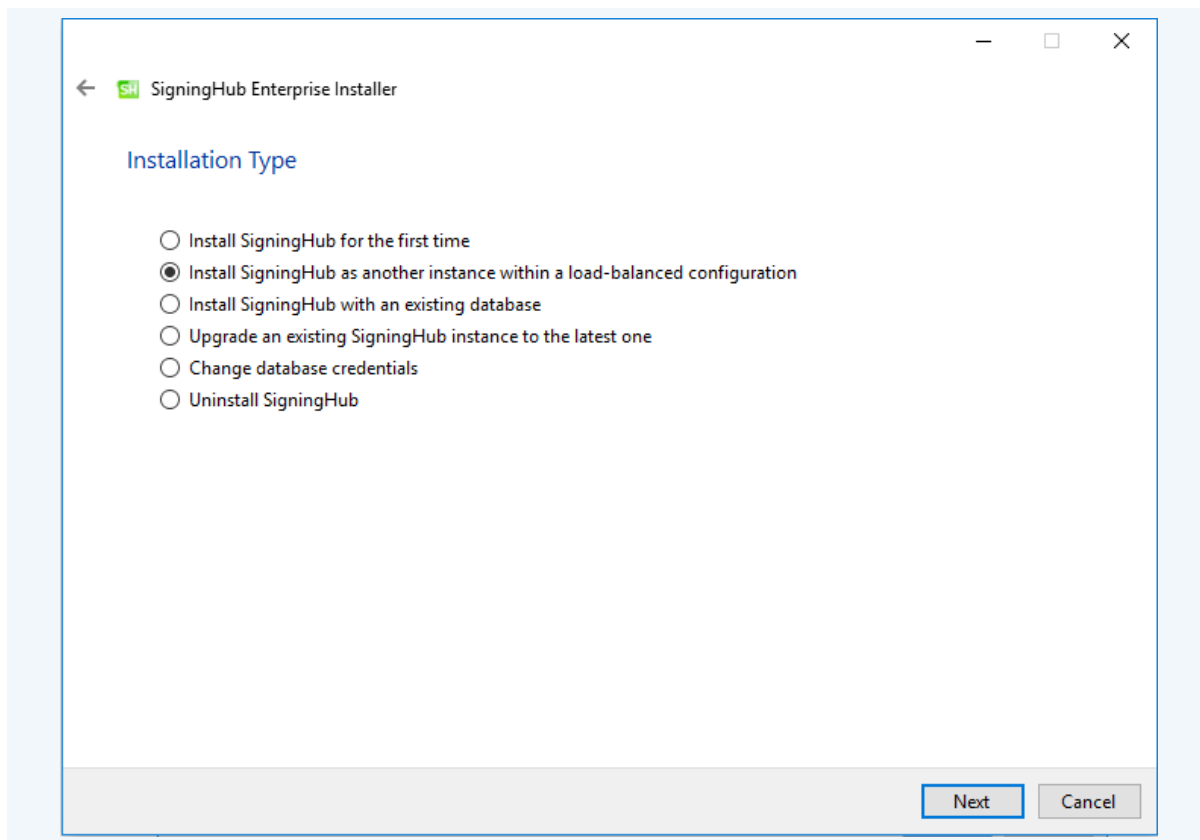 SH SigningHub Enterprise Installer
Installation Type
Install SigningHub for the first time
Install SigningHub as another instance within a load-balanced configuration
Install SigningHub with an existing database
Upgrade an existing SigningHub instance to the latest one
Change database credentials
Uninstall SigningHub
Next Cancel